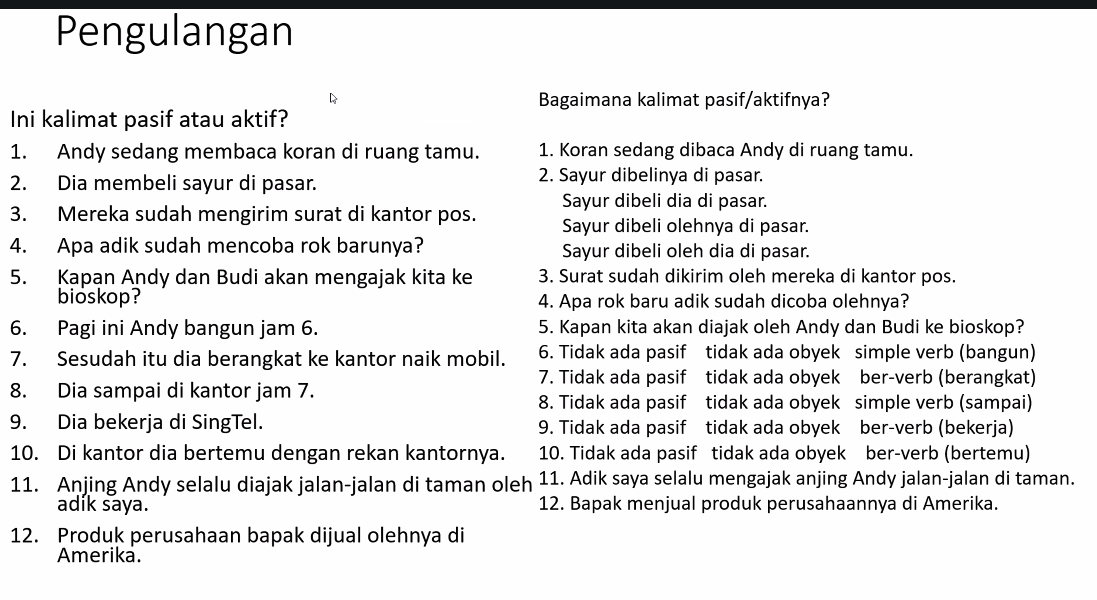 Pengulangan
Ini kalimat pasif atau aktif?
1. Andy sedang membaca koran di ruang tamu.
2. Dia membeli sayur di pasar.
3. Mereka sudah mengirim surat di kantor pos.
4. Apa adik sudah mencoba rok barunya?
5. Kapan Andy dan Budi akan mengajak kita ke
bioskop?
6. Pagi ini Andy bangun jam 6.
7. Sesudah itu dia berangkat ke kantor naik mobil.
8. Dia sampai di kantor jam 7.
9. Dia bekerja di SingTel.
10. Di kantor dia bertemu dengan rekan kantornya.
11. Anjing Andy selalu diajak jalan-jalan di taman oleh
adik saya.
12. Produk perusahaan bapak dijual olehnya di
Amerika.
Bagaimana kalimat pasif/aktifnya?
1. Koran sedang dibaca Andy di ruang tamu.
2. Sayur dibelinya di pasar.
Sayur dibeli dia di pasar.
Sayur dibeli olehnya di pasar.
Sayur dibeli oleh dia di pasar.
3. Surat sudah dikirim oleh mereka di kantor pos.
4. Apa rok baru adik sudah dicoba olehnya?
5. Kapan kita akan diajak oleh Andy dan Budi ke bioskop?
6. Tidak ada pasif tidak ada obyek simple verb (bangun)
7. Tidak ada pasif tidak ada obyek ber-verb (berangkat)
8. Tidak ada pasif tidak ada obyek simple verb (sampai)
9. Tidak ada pasif tidak ada obyek ber-verb (bekerja)
10. Tidak ada pasif tidak ada obyek ber-verb (bertemu)
11. Adik saya selalu mengajak anjing Andy jalan-jalan di taman.
12. Bapak menjual produk perusahaannya di Amerika.